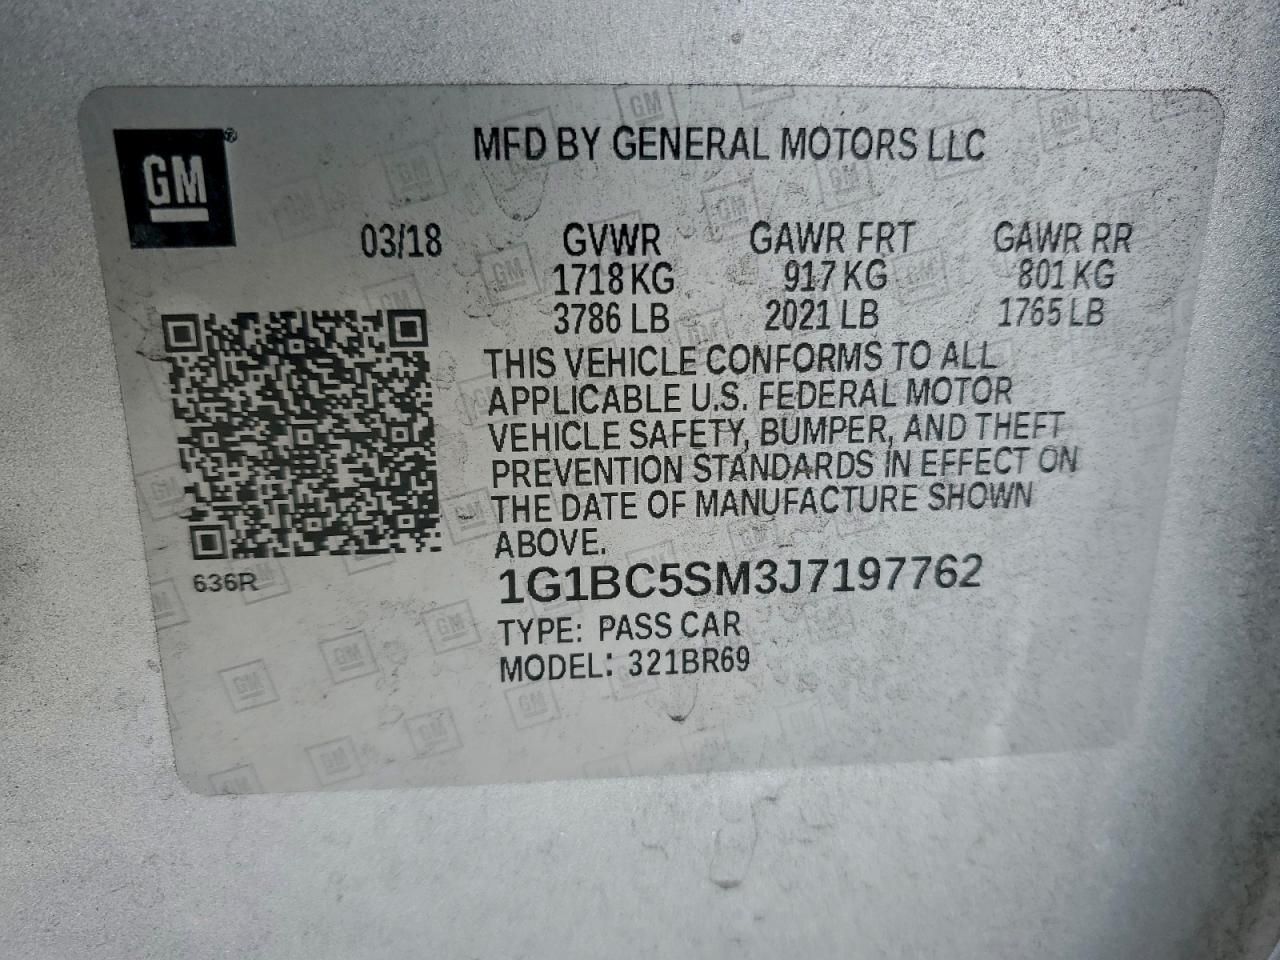 GM
MFD BY GENERAL MOTORS LLC
03/18 GVWR GAWR FRT GAWR RR
1718 KG 917 KG 801 KG
3786 LB 2021 LB 1765 LB
THIS VEHICLE CONFORMS TO ALL
APPLICABLE U.S. FEDERAL MOTOR
VEHICLE SAFETY, BUMPER, AND THEFT
PREVENTION STANDARDS IN EFFECT ON
THE DATE OF MANUFACTURE SHOWN
ABOVE.
636R
1G1BC5SM3J7197762
TYPE: PASS CAR
MODEL: 321BR69